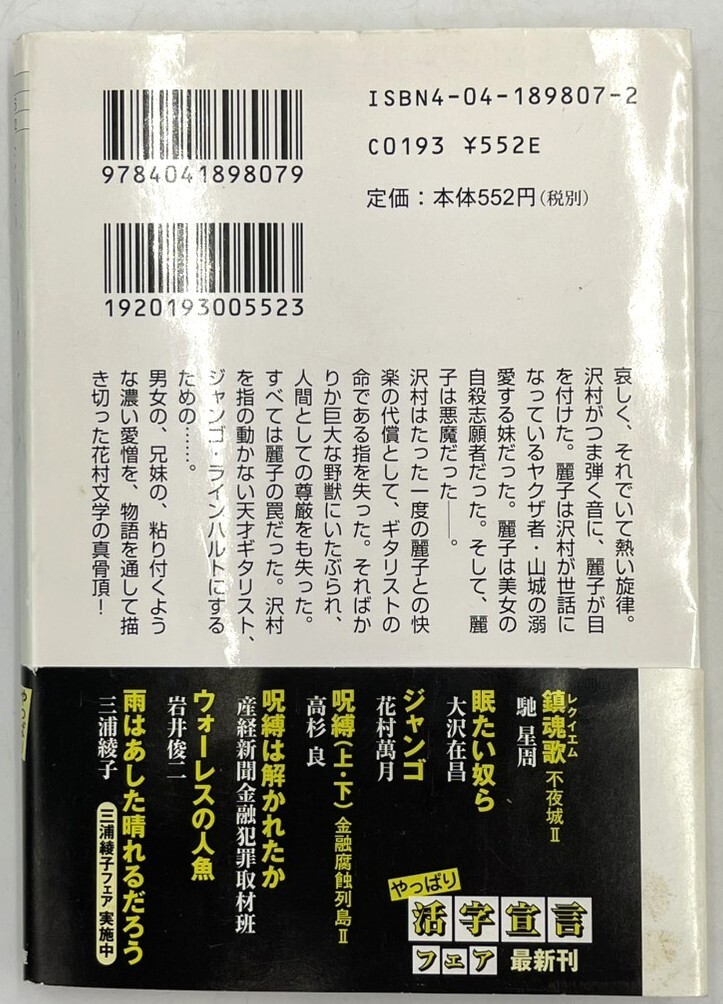 9784041898079
1920193005523
ISBN4-04-189807-2
C0193 ¥552E
定価：本体552円（税別）
哀しく、それでいて熱い旋律。
沢村がつま弾く音に、麗子が目
を付けた。麗子は沢村が世話に
なっているヤクザ者・山城の溺
愛する妹だった。麗子は美女の
自殺志願者だった。そして、麗
子は悪魔だった――。
沢村はたった一度の麗子との快
楽の代償として、ギタリストの
命である指を失った。そればか
りか巨大な野獣にいたぶられ、
人間としての尊厳をも失った。
すべては麗子の罠だった。沢村
を指の動かない天才ギタリスト、
ジャンゴ・ラインハルトにする
ための……。
男女の、兄妹の、粘り付くよう
な濃い愛憎を、物語を通して描
き切った花村文学の真骨頂！
レクイエム
鎮魂歌 不夜城Ⅱ
馳 星周
眠たい奴ら
大沢在昌
ジャンゴ
花村萬月
呪縛（上・下） 金融腐蝕列島Ⅱ
高杉 良
呪縛は解かれたか
産経新聞金融犯罪取材班
ウォーレスの人魚
岩井俊二
雨はあした晴れるだろう
三浦綾子
三浦綾子フェア 実施中
やっぱり
活字宣言
フェア 最新刊
やっぱり